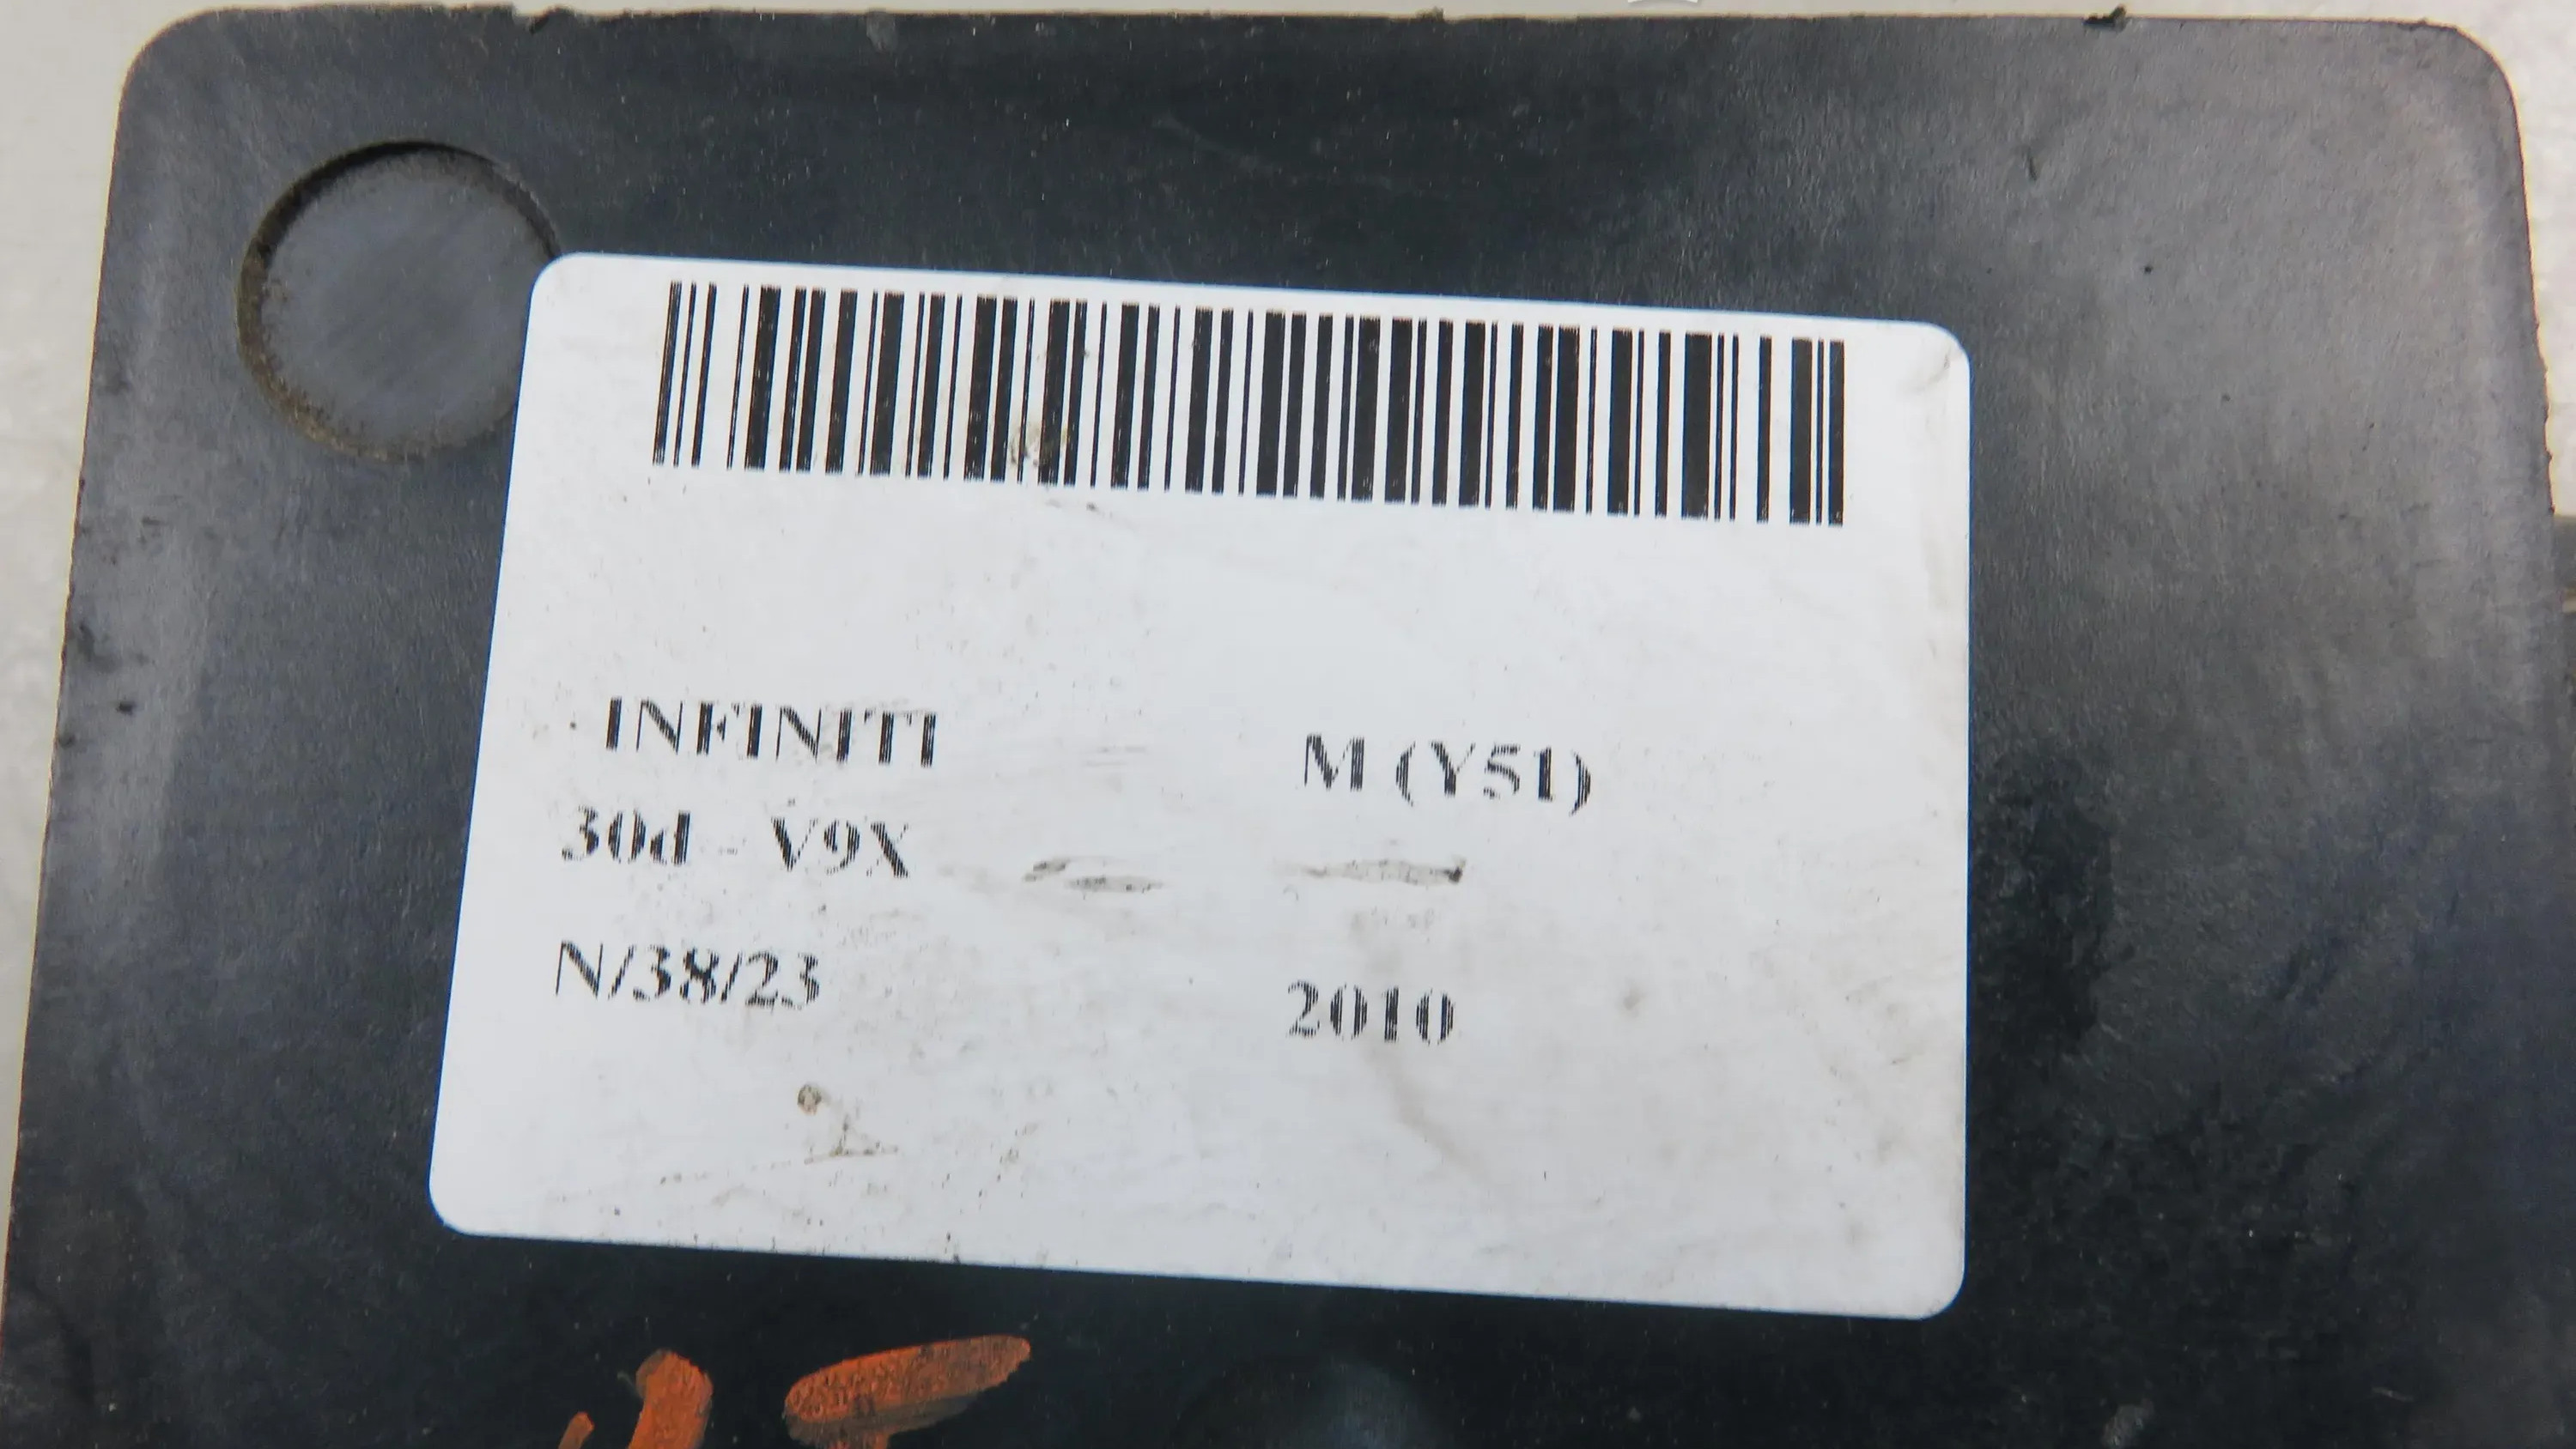 INFINITI M (Y51)
30d - V9X
N/38/23 2010